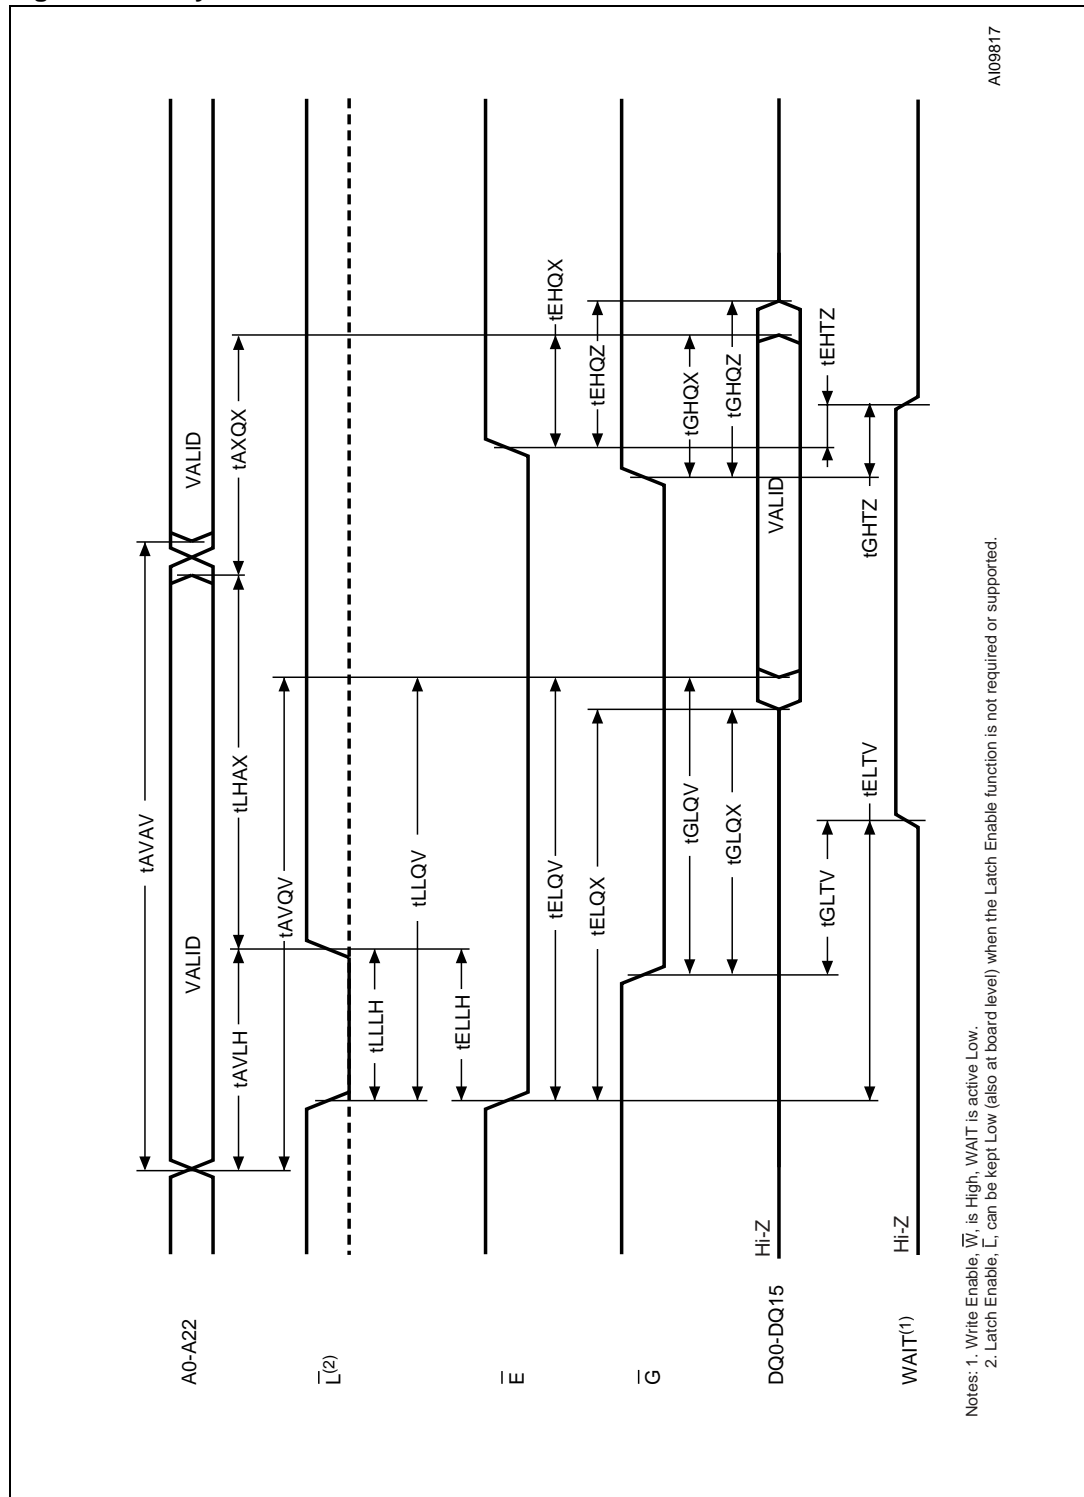 A0-A22
VALID
VALID
tAVAV
tAVLH
tLHAX
tAXQX
tAVQV
L̅(2)
tLLLH
tLLQV
tELLH
E̅
tELQV
tEHQX
tELQX
tEHQZ
G̅
tGLQV
tGHQX
tGLQX
tGHQZ
DQ0-DQ15
Hi-Z
VALID
tGLTV
tELTV
tEHTZ
tGHTZ
WAIT(1)
Hi-Z
Notes: 1. Write Enable, W̅, is High, WAIT is active Low.
2. Latch Enable, L̅, can be kept Low (also at board level) when the Latch Enable function is not required or supported.
AI09817